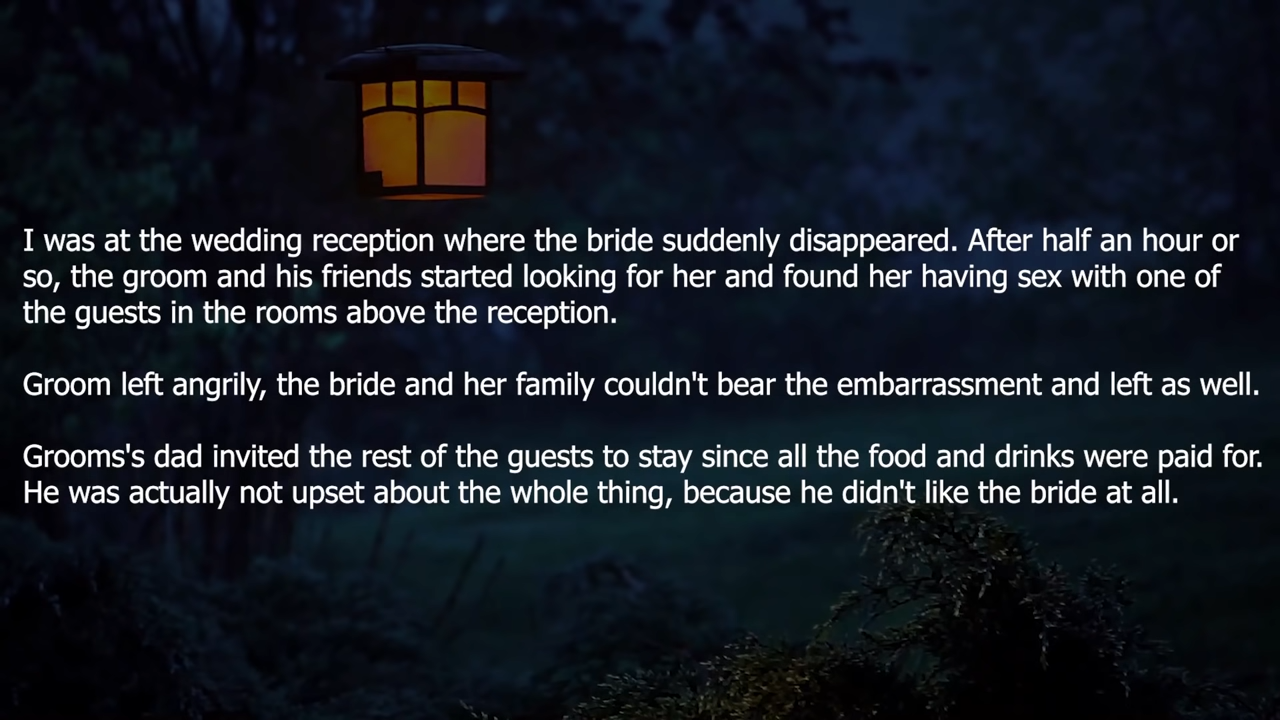 I was at the wedding reception where the bride suddenly disappeared. After half an hour or
so, the groom and his friends started looking for her and found her having sex with one of
the guests in the rooms above the reception.
Groom left angrily, the bride and her family couldn't bear the embarrassment and left as well.
Grooms's dad invited the rest of the guests to stay since all the food and drinks were paid for.
He was actually not upset about the whole thing, because he didn't like the bride at all.